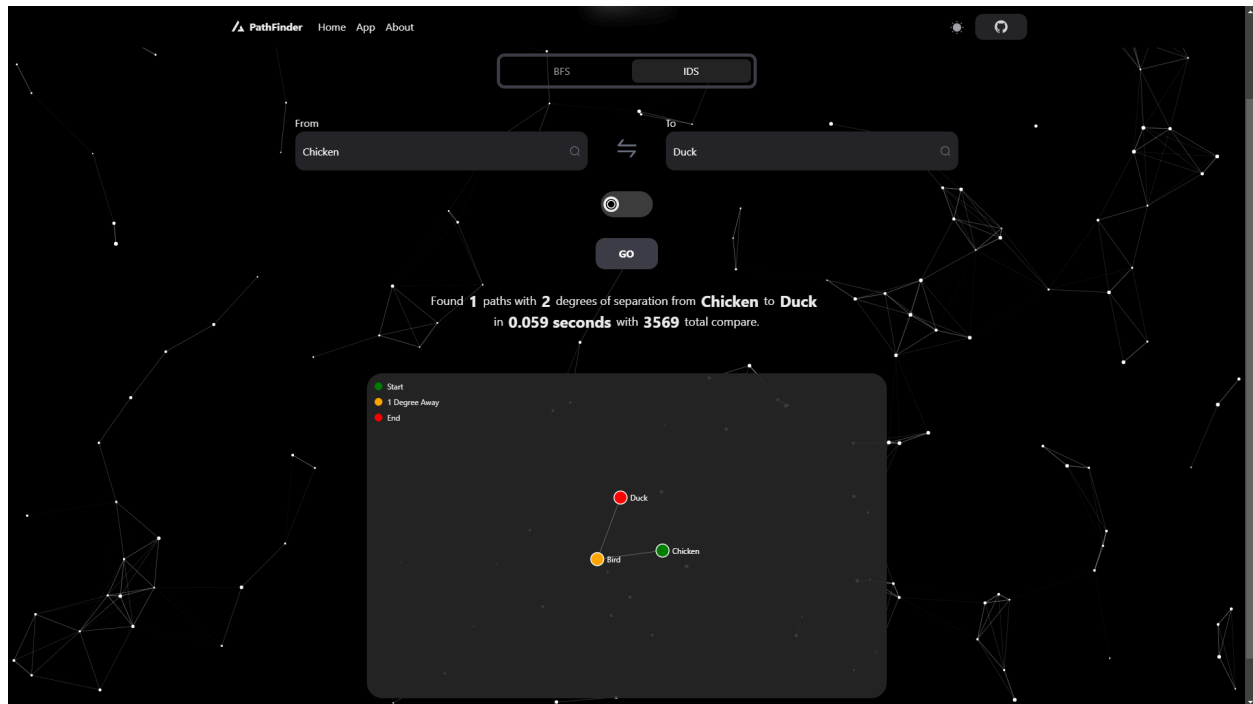 PathFinder Home App About
BFS IDS
From To
Chicken Duck
GO
Found 1 paths with 2 degrees of separation from Chicken to Duck
in 0.059 seconds with 3569 total compare.
Start
1 Degree Away
End
Duck
Chicken
Bird